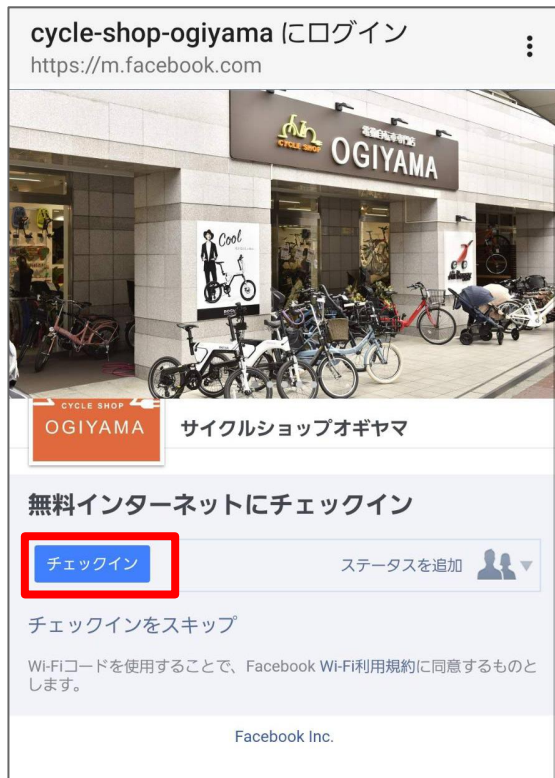 cycle-shop-ogiyama にログイン
https://m.facebook.com
CYCLE SHOP
OGIYAMA
Cool
CYCLE SHOP
OGIYAMA
サイクルショップオギヤマ
無料インターネットにチェックイン
チェックイン
ステータスを追加
チェックインをスキップ
Wi-Fiコードを使用することで、Facebook Wi-Fi利用規約に同意するものと
します。
Facebook Inc.